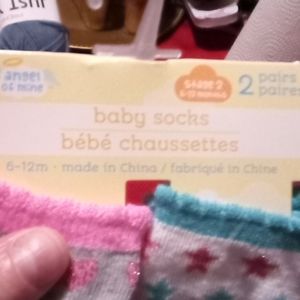 angel
of mine
stage 2
6-12 months
2 pairs
paires
baby socks
bébé chaussettes
6-12m · made in China / fabriqué in Chine